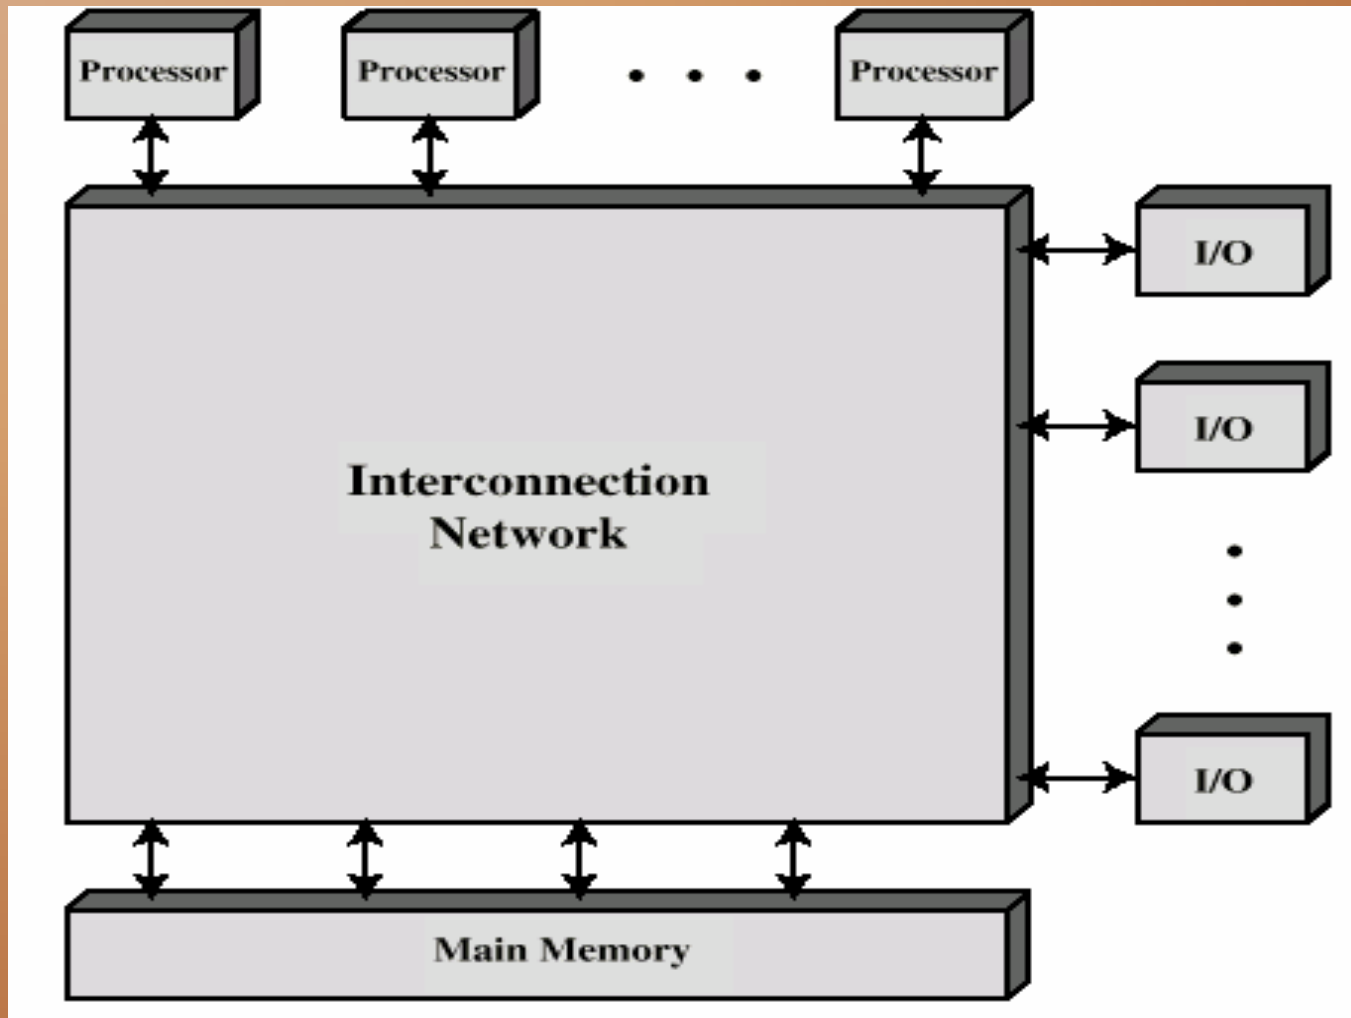 Processor
Processor
Processor
I/O
I/O
Interconnection
Network
I/O
Main Memory